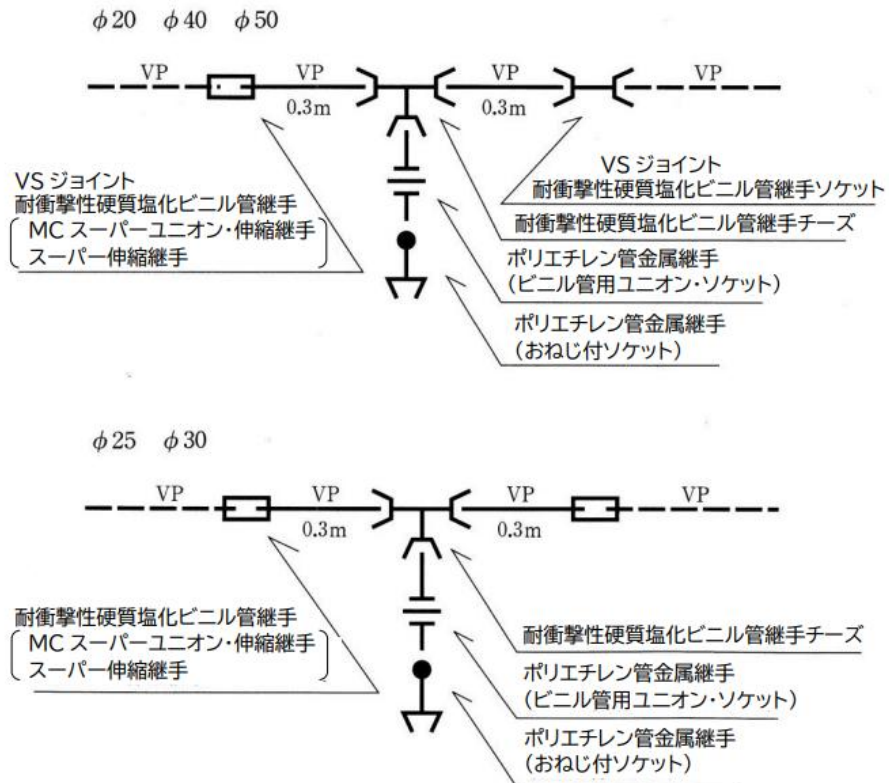 φ20 φ40 φ50
VP VP VP VP
0.3m 0.3m
VSジョイント
耐衝撃性硬質塩化ビニル管継手
MCスーパーユニオン・伸縮継手
スーパー伸縮継手
VSジョイント
耐衝撃性硬質塩化ビニル管継手ソケット
耐衝撃性硬質塩化ビニル管継手チーズ
ポリエチレン管金属継手
(ビニル管用ユニオン・ソケット)
ポリエチレン管金属継手
(おねじ付ソケット)
φ25 φ30
VP VP VP VP
0.3m 0.3m
耐衝撃性硬質塩化ビニル管継手
MCスーパーユニオン・伸縮継手
スーパー伸縮継手
耐衝撃性硬質塩化ビニル管継手チーズ
ポリエチレン管金属継手
(ビニル管用ユニオン・ソケット)
ポリエチレン管金属継手
(おねじ付ソケット)